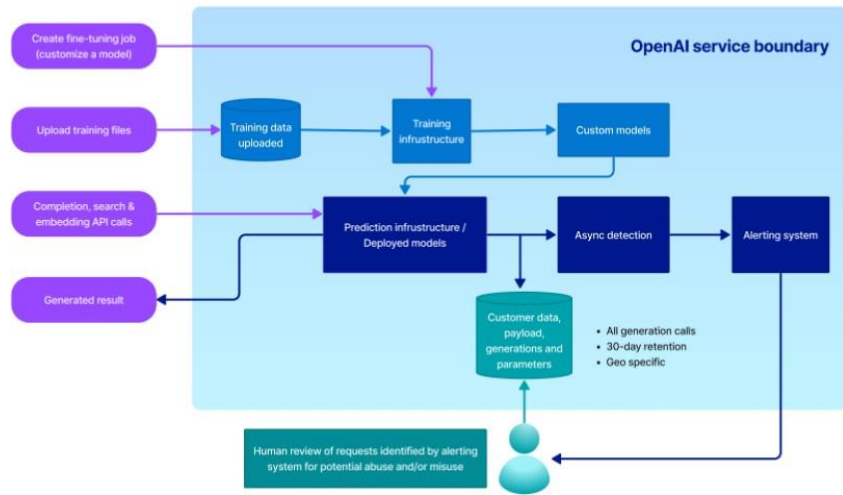 Create fine-tuning job
(customize a model)
OpenAI service boundary
Upload training files
Training data
uploaded
Training
infrustructure
Custom models
Completion, search &
embedding API calls
Prediction infrustructure /
Deployed models
Async detection
Alerting system
Generated result
Customer data,
payload,
generations and
parameters
• All generation calls
• 30-day retention
• Geo specific
Human review of requests identified by alerting
system for potential abuse and/or misuse